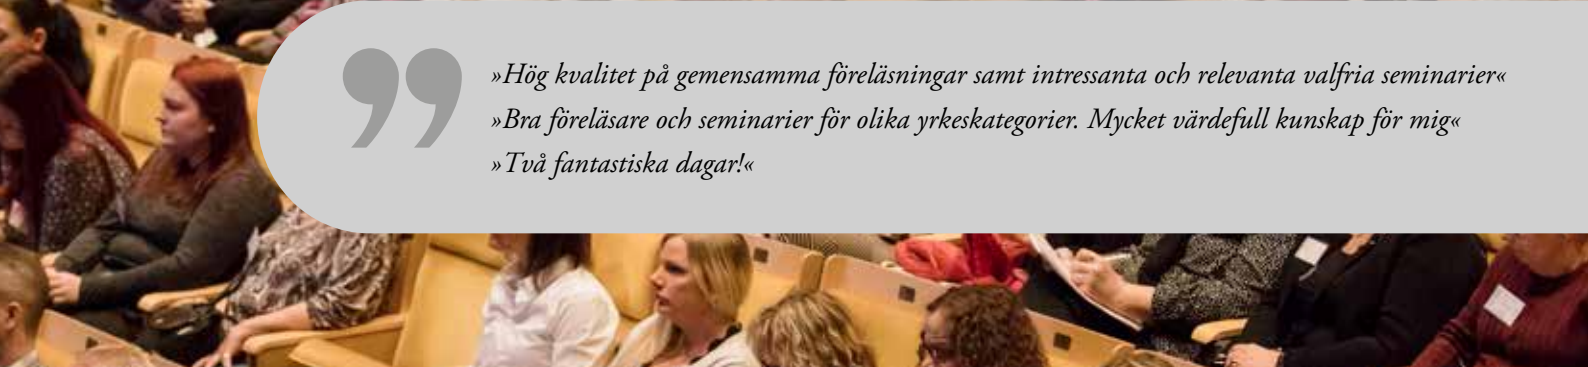 »Hög kvalitet på gemensamma föreläsningar samt intressanta och relevanta valfria seminarier«
»Bra föreläsare och seminarier för olika yrkeskategorier. Mycket värdefull kunskap för mig«
»Två fantastiska dagar!«